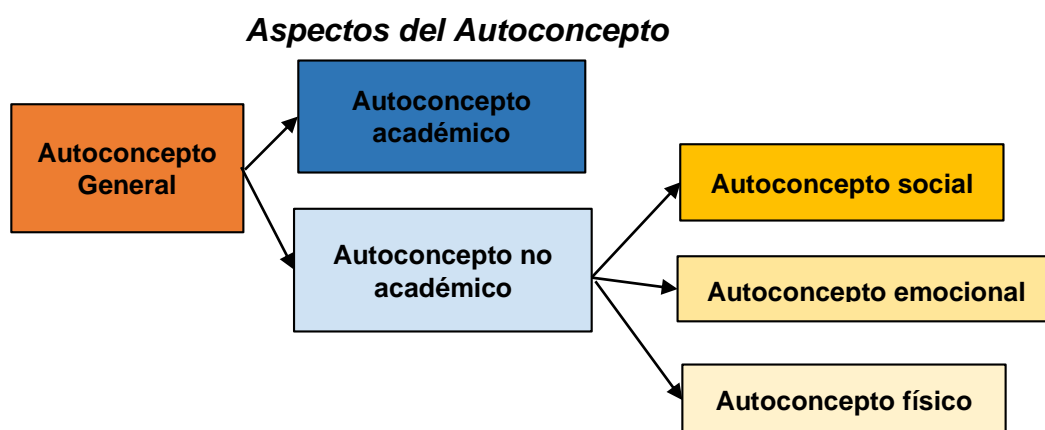 Aspectos del Autoconcepto
Autoconcepto
General
Autoconcepto
académico
Autoconcepto no
académico
Autoconcepto social
Autoconcepto emocional
Autoconcepto físico